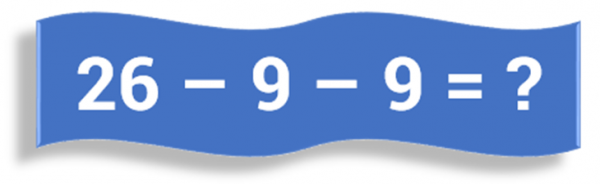 26 – 9 – 9 = ?